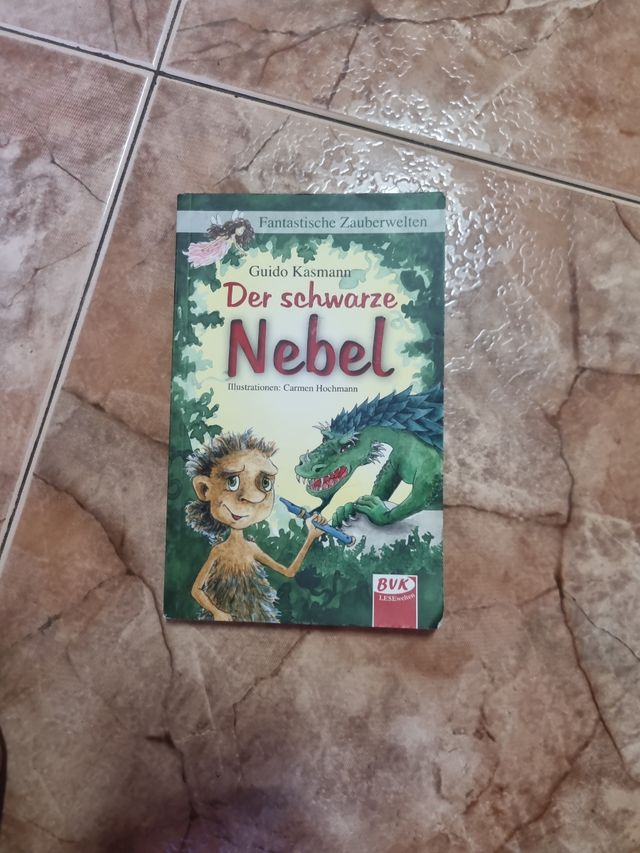 Fantastische Zauberwelten
Guido Kasmann
Der schwarze
Nebel
Illustrationen: Carmen Hochmann
BVK
LESEwelten